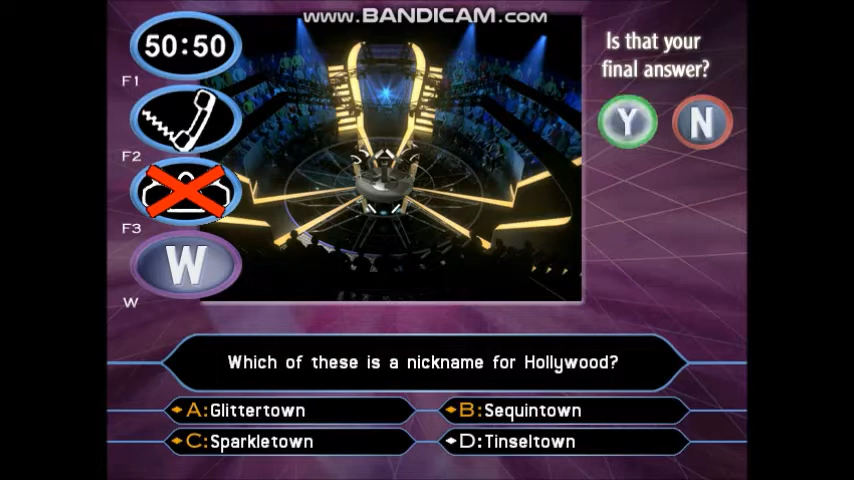 www.BANDICAM.com
50:50
F1
F2
F3
W
W
Is that your
final answer?
Y N
Which of these is a nickname for Hollywood?
A:Glittertown
B:Sequintown
C:Sparkletown
D:Tinseltown